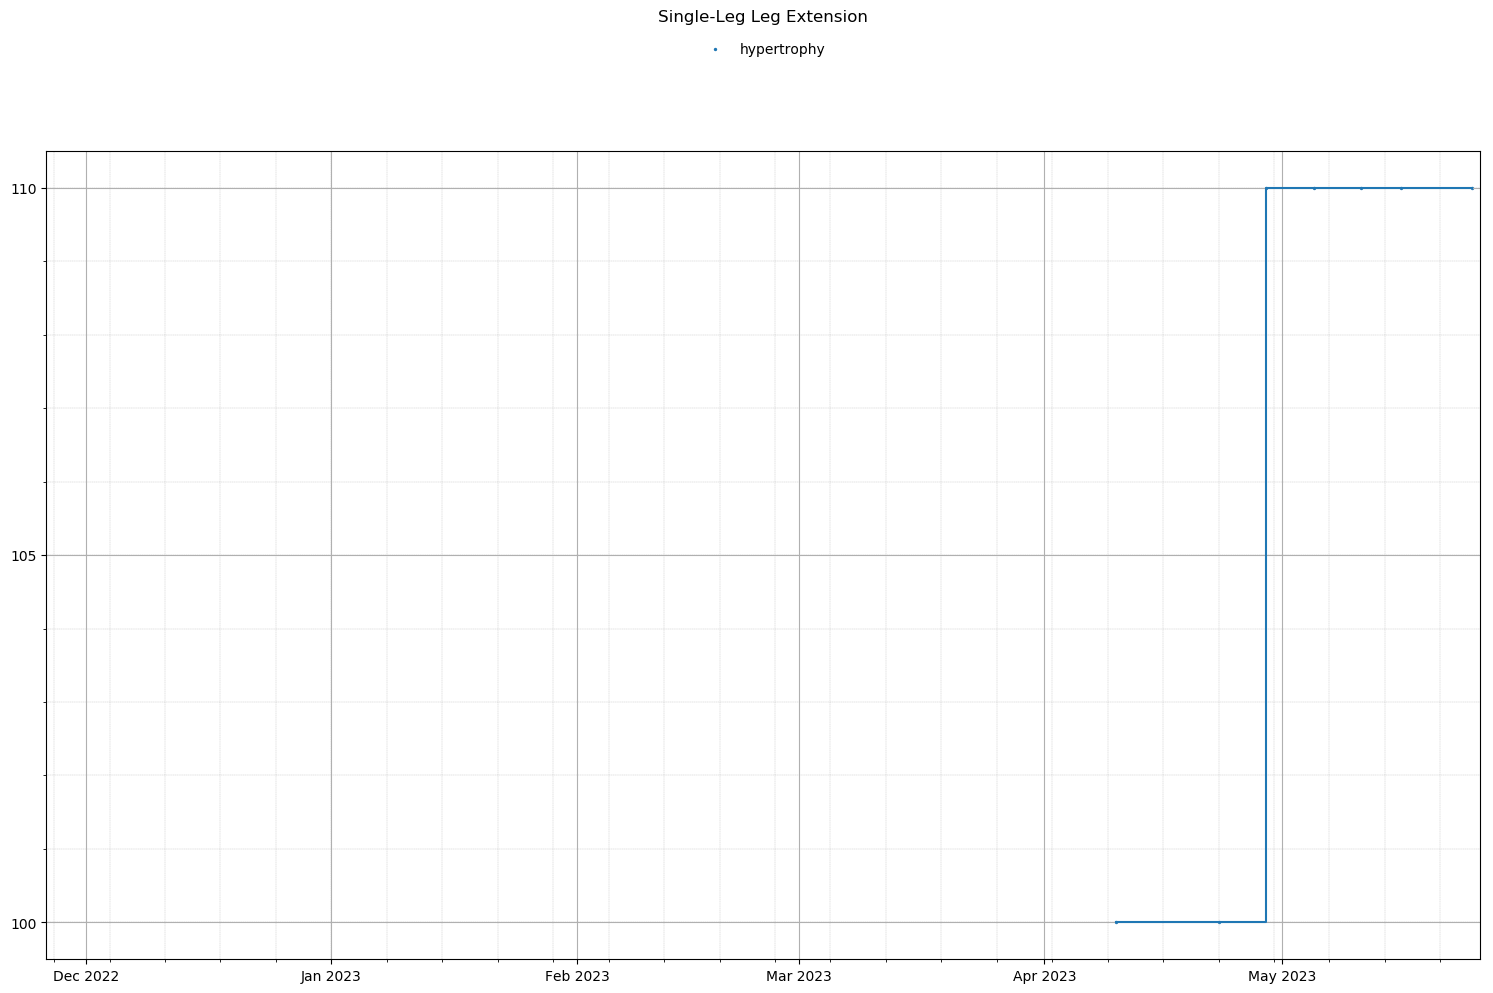 Single-Leg Leg Extension
hypertrophy
110
105
100
Dec 2022
Jan 2023
Feb 2023
Mar 2023
Apr 2023
May 2023